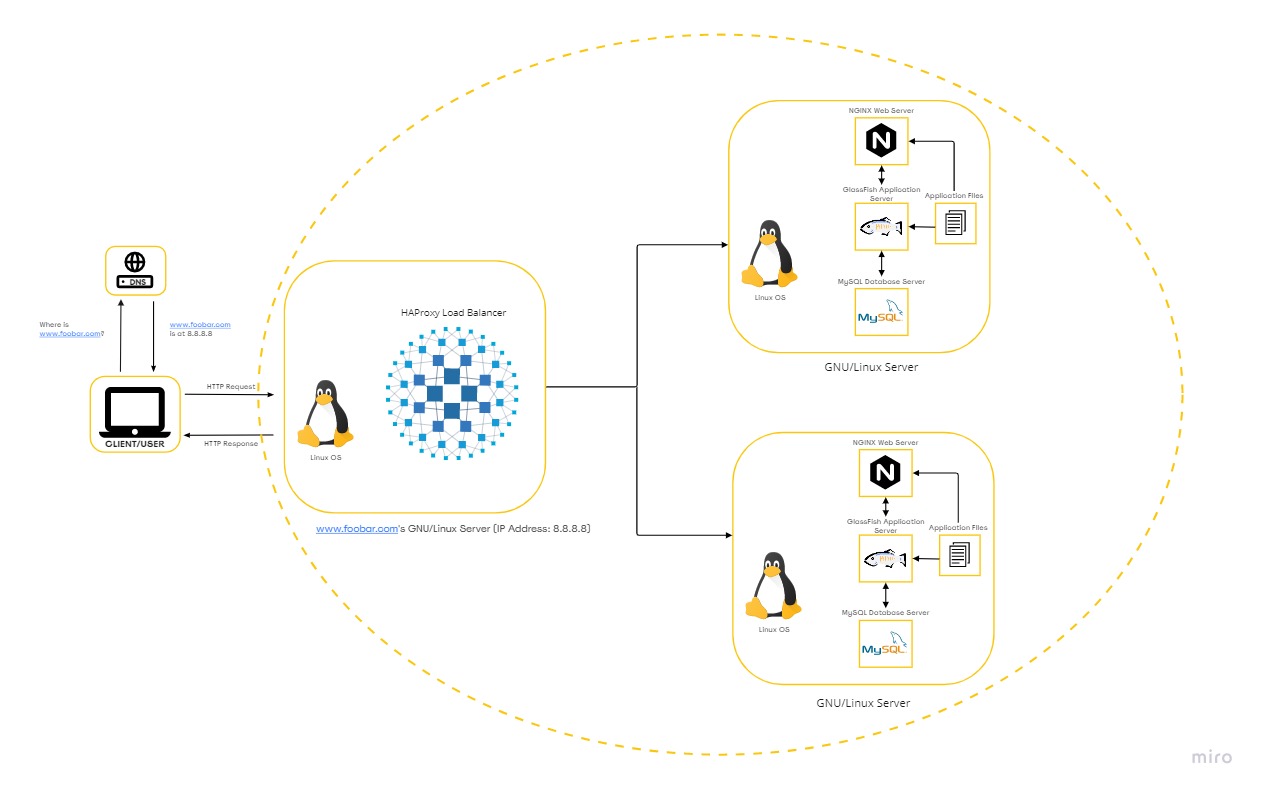 NGINX Web Server
GlassFish Application
Server
Application Files
MySQL Database Server
MySQL
Linux OS
GNU/Linux Server
DNS
Where is
www.foobar.com?
www.foobar.com
is at 8.8.8.8
CLIENT/USER
HTTP Request
HTTP Response
HAProxy Load Balancer
Linux OS
www.foobar.com's GNU/Linux Server (IP Address: 8.8.8.8)
NGINX Web Server
GlassFish Application
Server
Application Files
MySQL Database Server
MySQL
Linux OS
GNU/Linux Server
miro